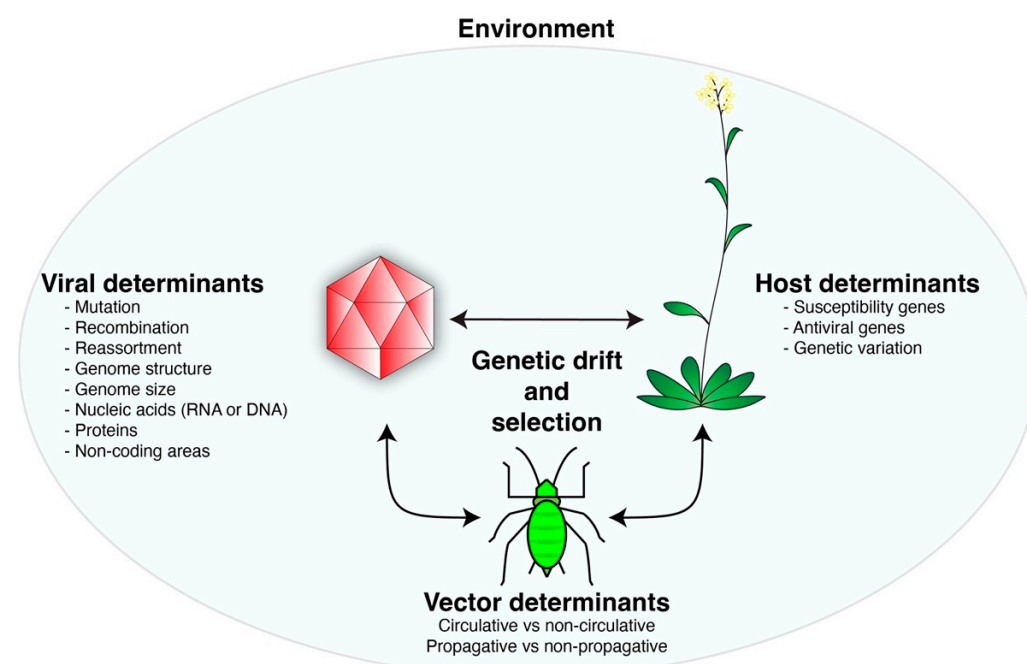 Environment
Viral determinants
- Mutation
- Recombination
- Reassortment
- Genome structure
- Genome size
- Nucleic acids (RNA or DNA)
- Proteins
- Non-coding areas
Host determinants
- Susceptibility genes
- Antiviral genes
- Genetic variation
Genetic drift
and
selection
Vector determinants
Circulative vs non-circulative
Propagative vs non-propagative